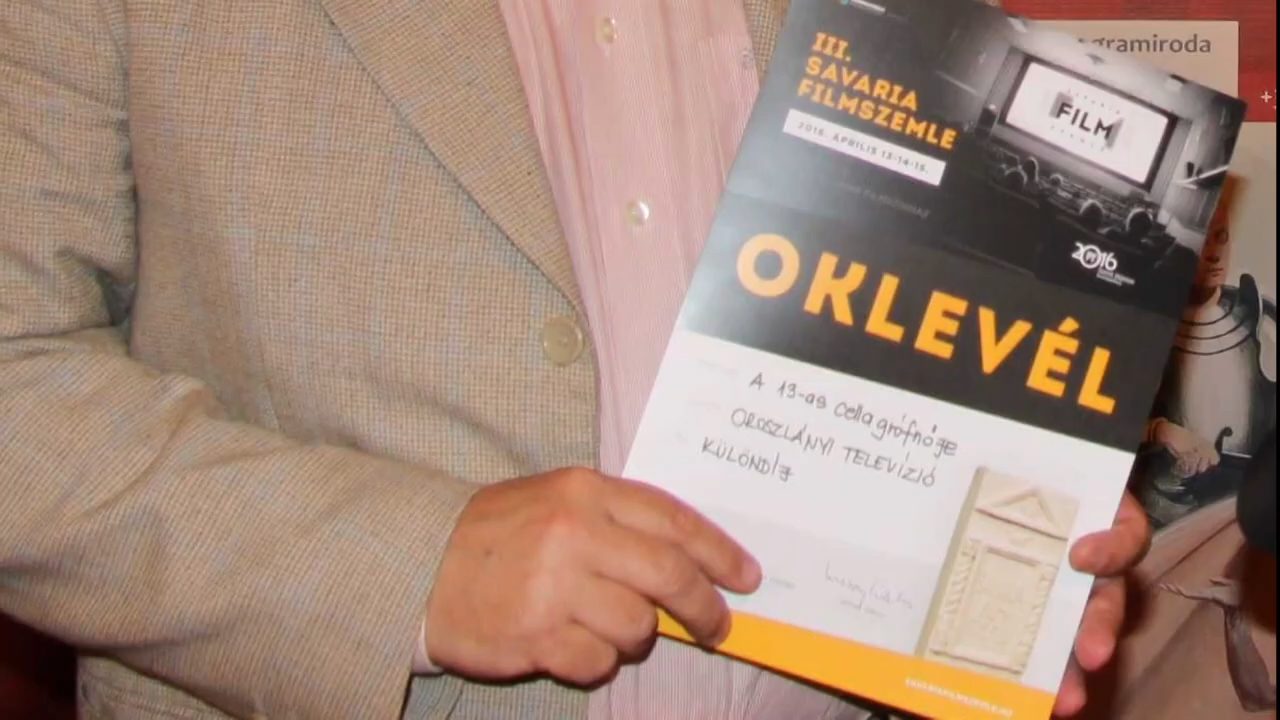 gramiroda
III.
SAVARIA
FILMSZEMLE
2016. ÁPRILIS 13-14-15.
FILM
2016
OKLEVÉL
A 13-as cella grófnője
OROSZLÁNYI TELEVÍZIÓ
KÜLÖNDÍJ